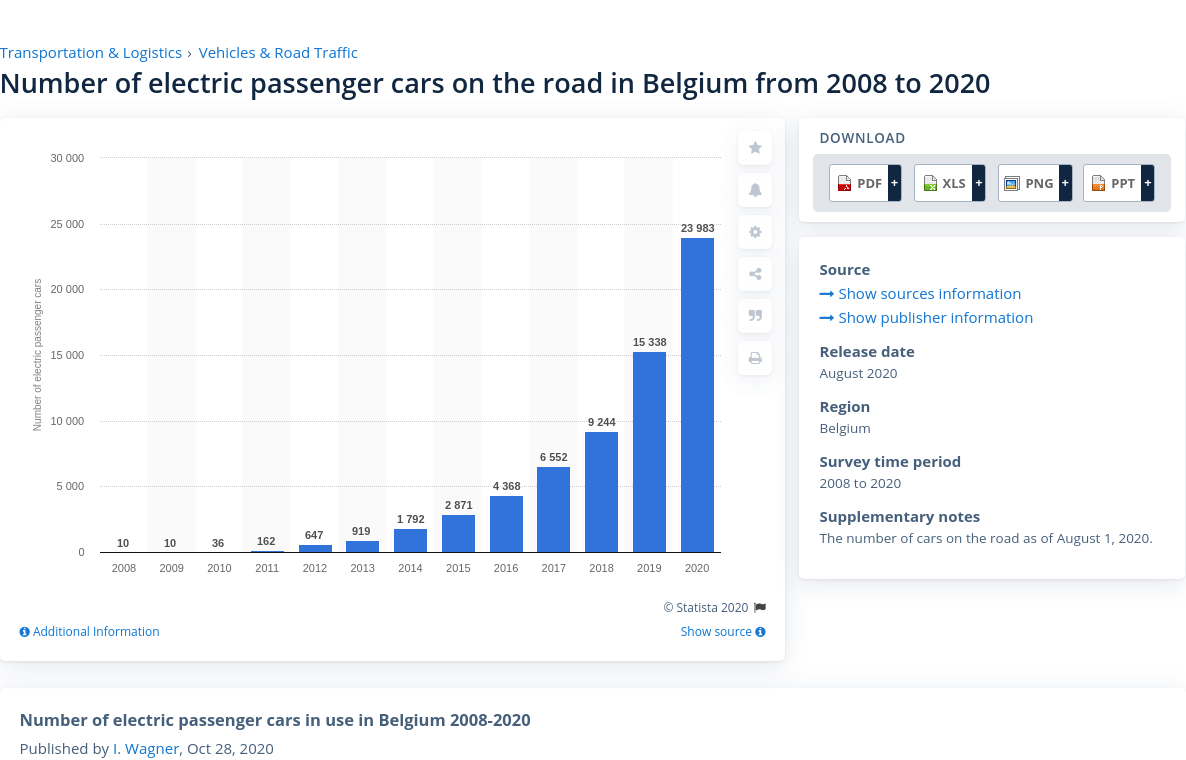 Transportation & Logistics › Vehicles & Road Traffic
Number of electric passenger cars on the road in Belgium from 2008 to 2020
Number of electric passenger cars
30 000
25 000
20 000
15 000
10 000
5 000
0
10
10
36
162
647
919
1 792
2 871
4 368
6 552
9 244
15 338
23 983
2008
2009
2010
2011
2012
2013
2014
2015
2016
2017
2018
2019
2020
© Statista 2020
Additional Information
Show source
DOWNLOAD
PDF +
XLS +
PNG +
PPT +
Source
Show sources information
Show publisher information
Release date
August 2020
Region
Belgium
Survey time period
2008 to 2020
Supplementary notes
The number of cars on the road as of August 1, 2020.
Number of electric passenger cars in use in Belgium 2008-2020
Published by I. Wagner, Oct 28, 2020